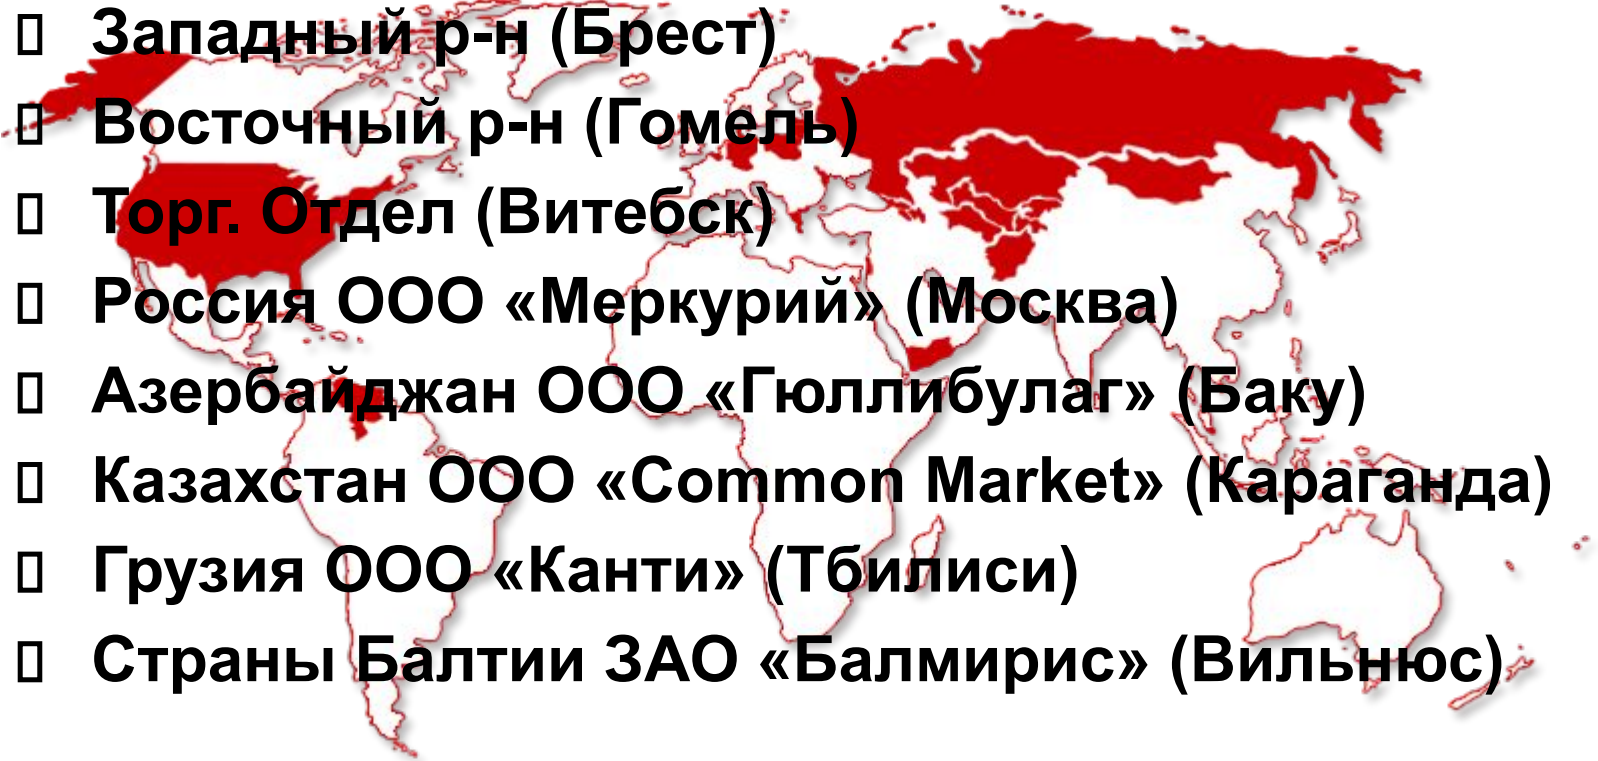 Западный р-н (Брест)
Восточный р-н (Гомель)
Торг. Отдел (Витебск)
Россия ООО «Меркурий» (Москва)
Азербайджан ООО «Гюллибулаг» (Баку)
Казахстан ООО «Common Market» (Караганда)
Грузия ООО «Канти» (Тбилиси)
Страны Балтии ЗАО «Балмирис» (Вильнюс)